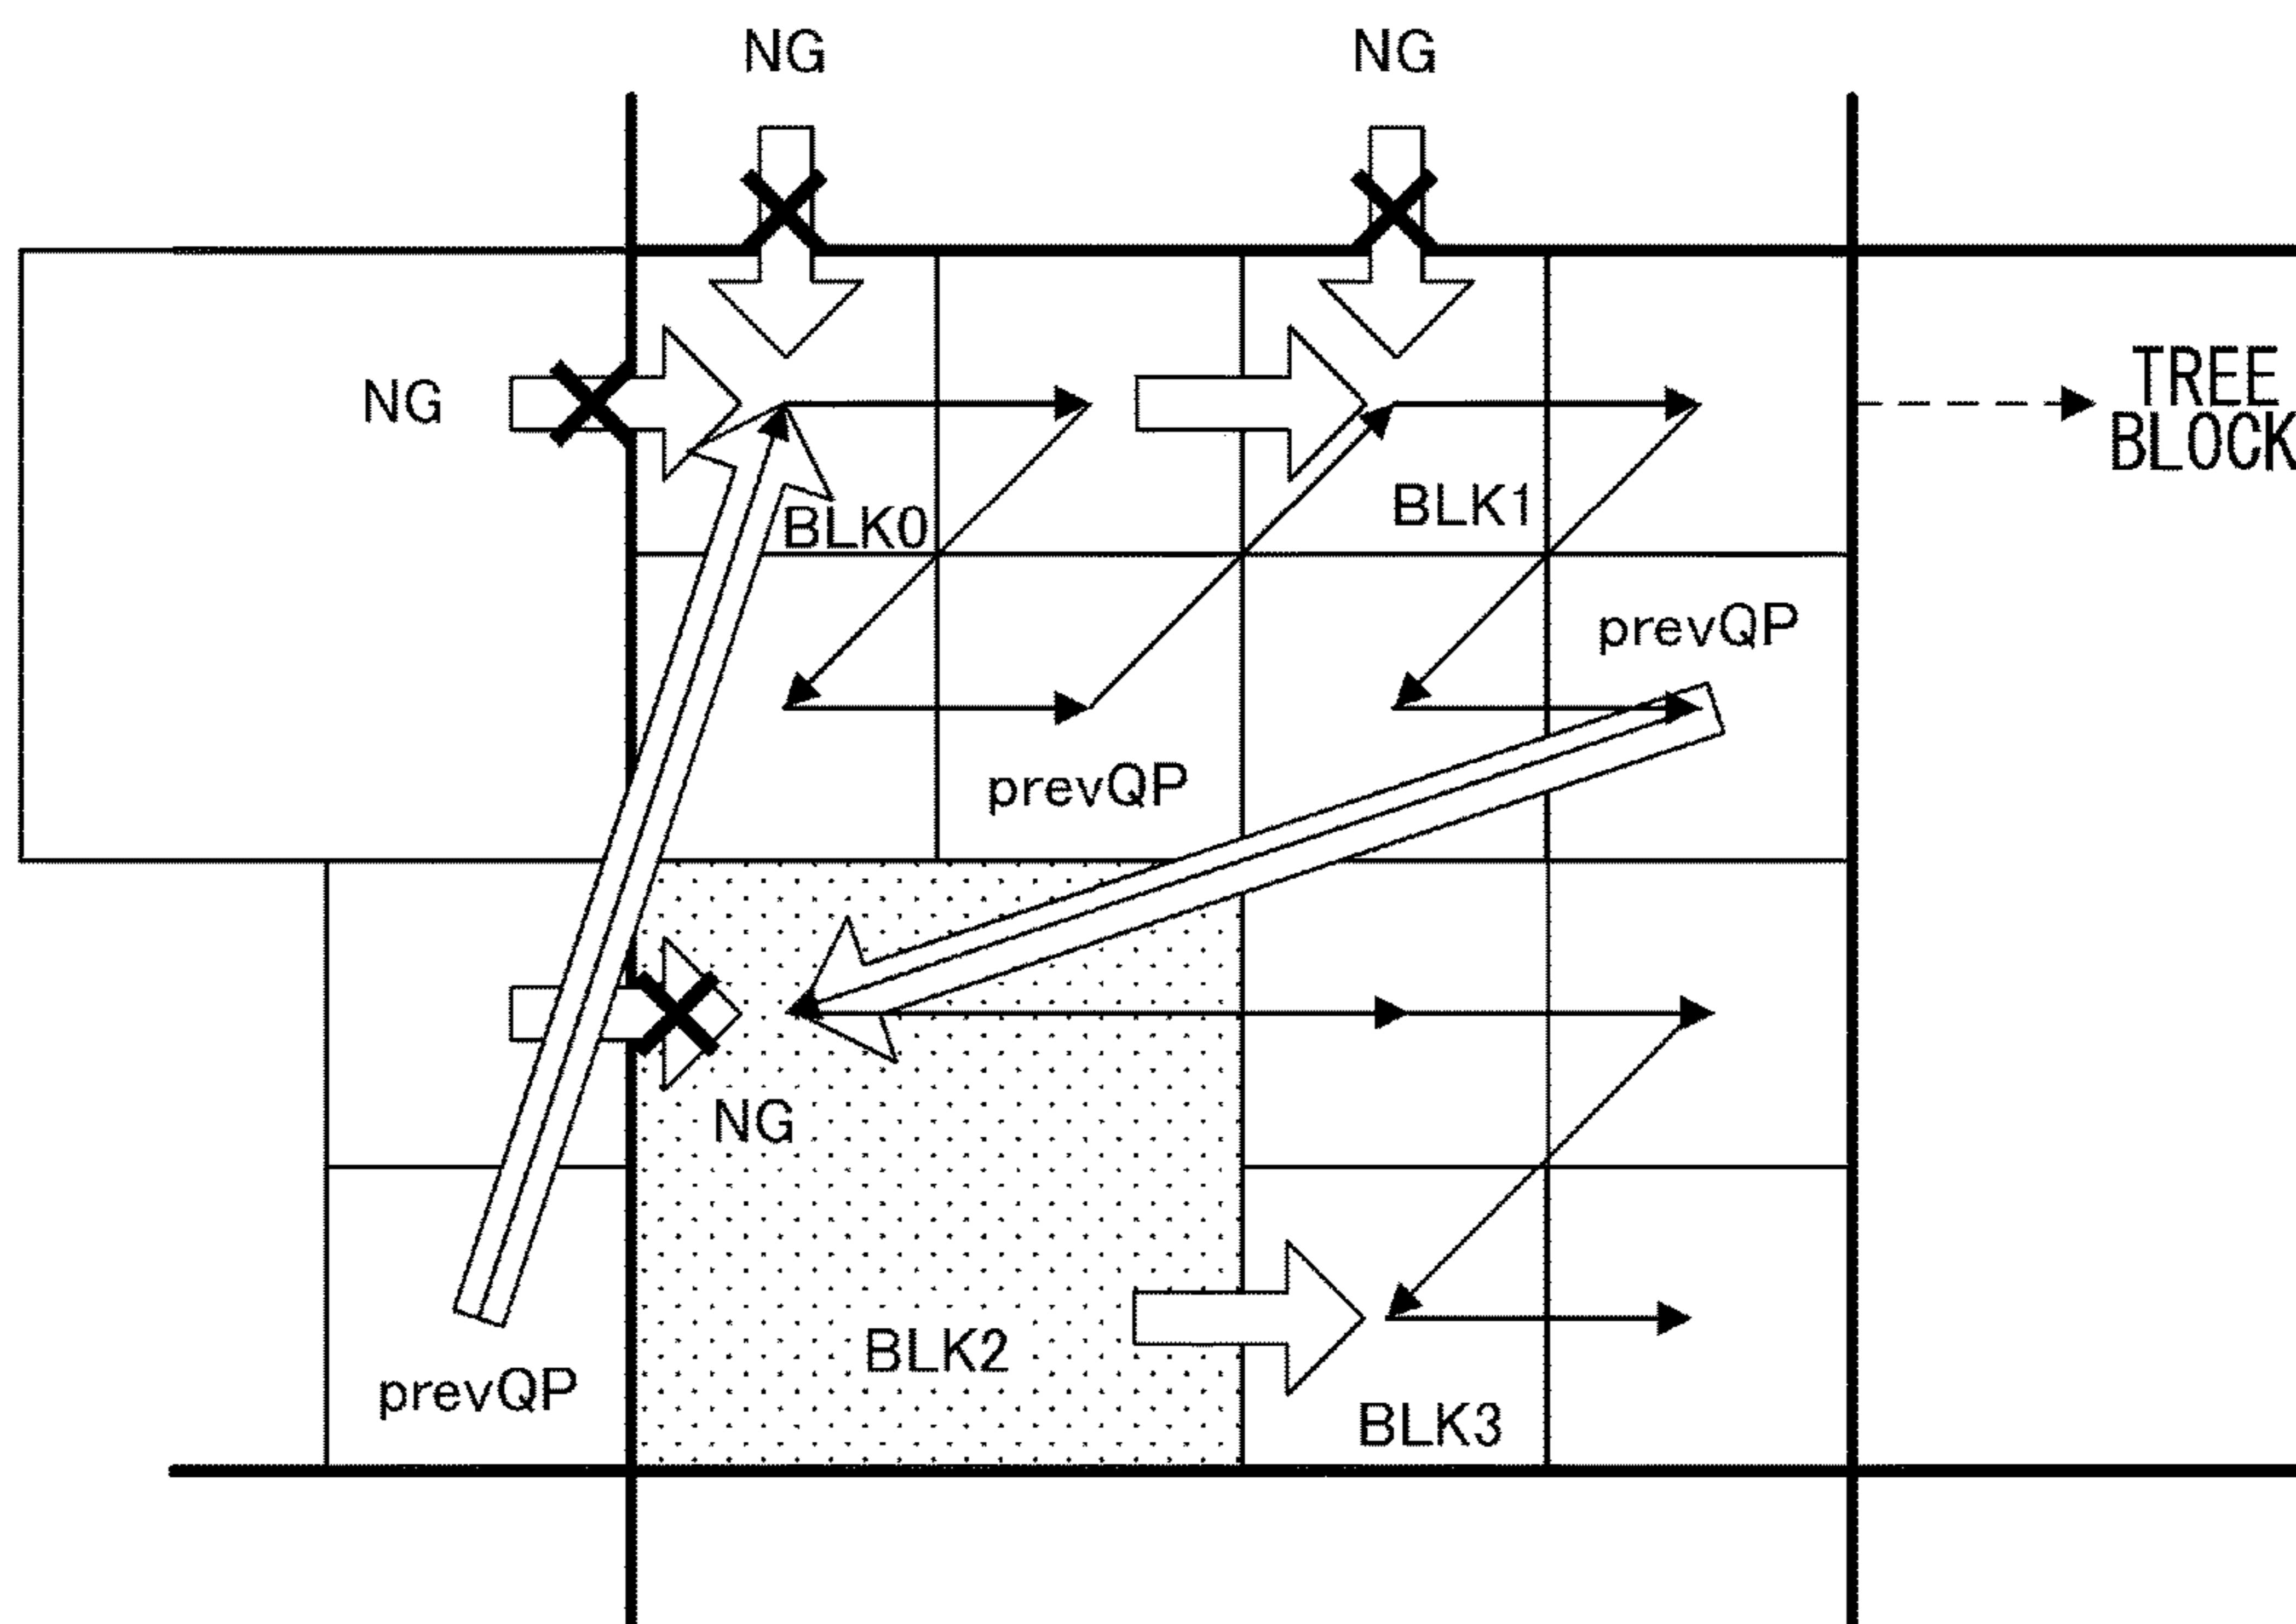 NG
NG
NG
TREE
BLOCK
BLK0
BLK1
prevQP
prevQP
NG
BLK2
prevQP
BLK3